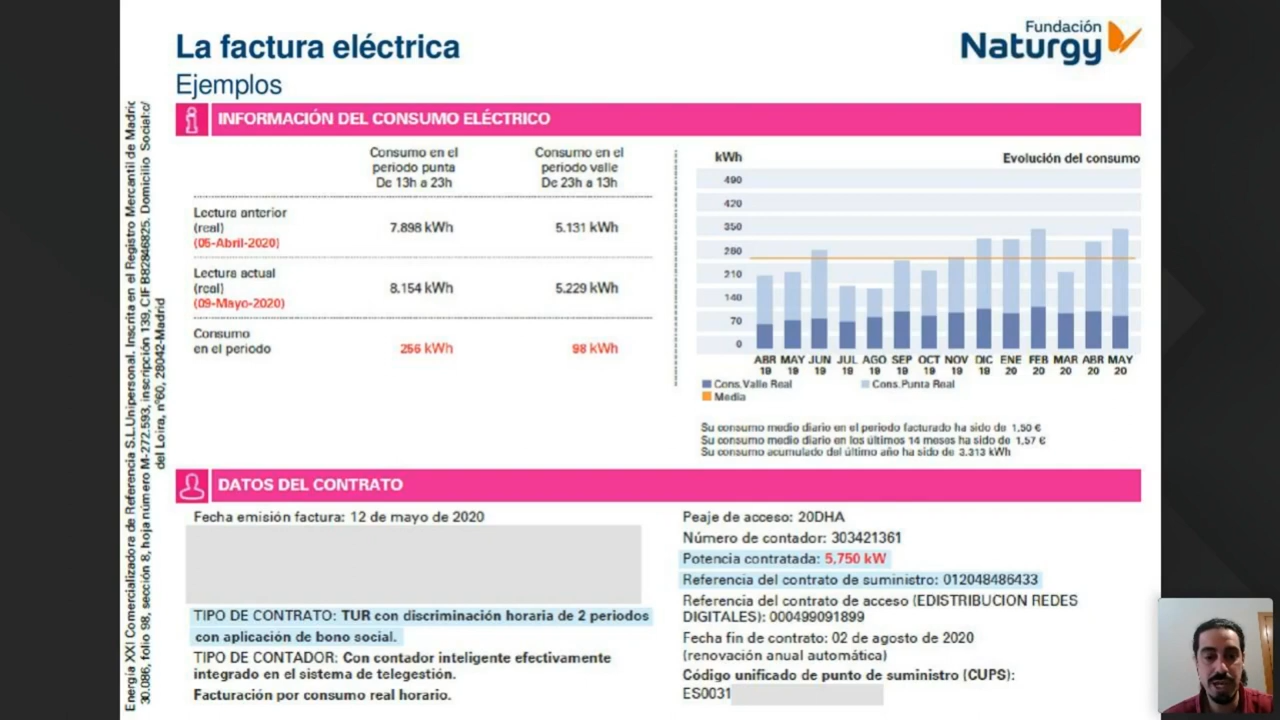 La factura eléctrica
Ejemplos
Fundación
Naturgy
Energía XXI Comercializadora de Referencia S.L.Unipersonal. Inscrita en el Registro Mercantil de Madrid
30.086, folio 98, sección 8, hoja número M-272.593, inscripción 139, CIF B82846825. Domicilio Social:c/
del Loira, nº60, 28042-Madrid
INFORMACIÓN DEL CONSUMO ELÉCTRICO
Consumo en el
periodo punta
De 13h a 23h
Consumo en el
periodo valle
De 23h a 13h
Lectura anterior
(real)
(05-Abril-2020)
7.898 kWh
5.131 kWh
Lectura actual
(real)
(09-Mayo-2020)
8.154 kWh
5.229 kWh
Consumo
en el periodo
256 kWh
98 kWh
kWh
Evolución del consumo
490
420
350
280
210
140
70
0
ABR MAY JUN JUL AGO SEP OCT NOV DIC ENE FEB MAR ABR MAY
19 19 19 19 19 19 19 19 19 20 20 20 20 20
Cons.Valle Real
Cons.Punta Real
Media
Su consumo medio diario en el periodo facturado ha sido de 1,50 €
Su consumo medio diario en los últimos 14 meses ha sido de 1,57 €
Su consumo acumulado del último año ha sido de 3.313 kWh
DATOS DEL CONTRATO
Fecha emisión factura: 12 de mayo de 2020
TIPO DE CONTRATO: TUR con discriminación horaria de 2 periodos
con aplicación de bono social.
TIPO DE CONTADOR: Con contador inteligente efectivamente
integrado en el sistema de telegestión.
Facturación por consumo real horario.
Peaje de acceso: 20DHA
Número de contador: 303421361
Potencia contratada: 5,750 kW
Referencia del contrato de suministro: 012048486433
Referencia del contrato de acceso (EDISTRIBUCION REDES
DIGITALES): 000499091899
Fecha fin de contrato: 02 de agosto de 2020
(renovación anual automática)
Código unificado de punto de suministro (CUPS):
ES0031